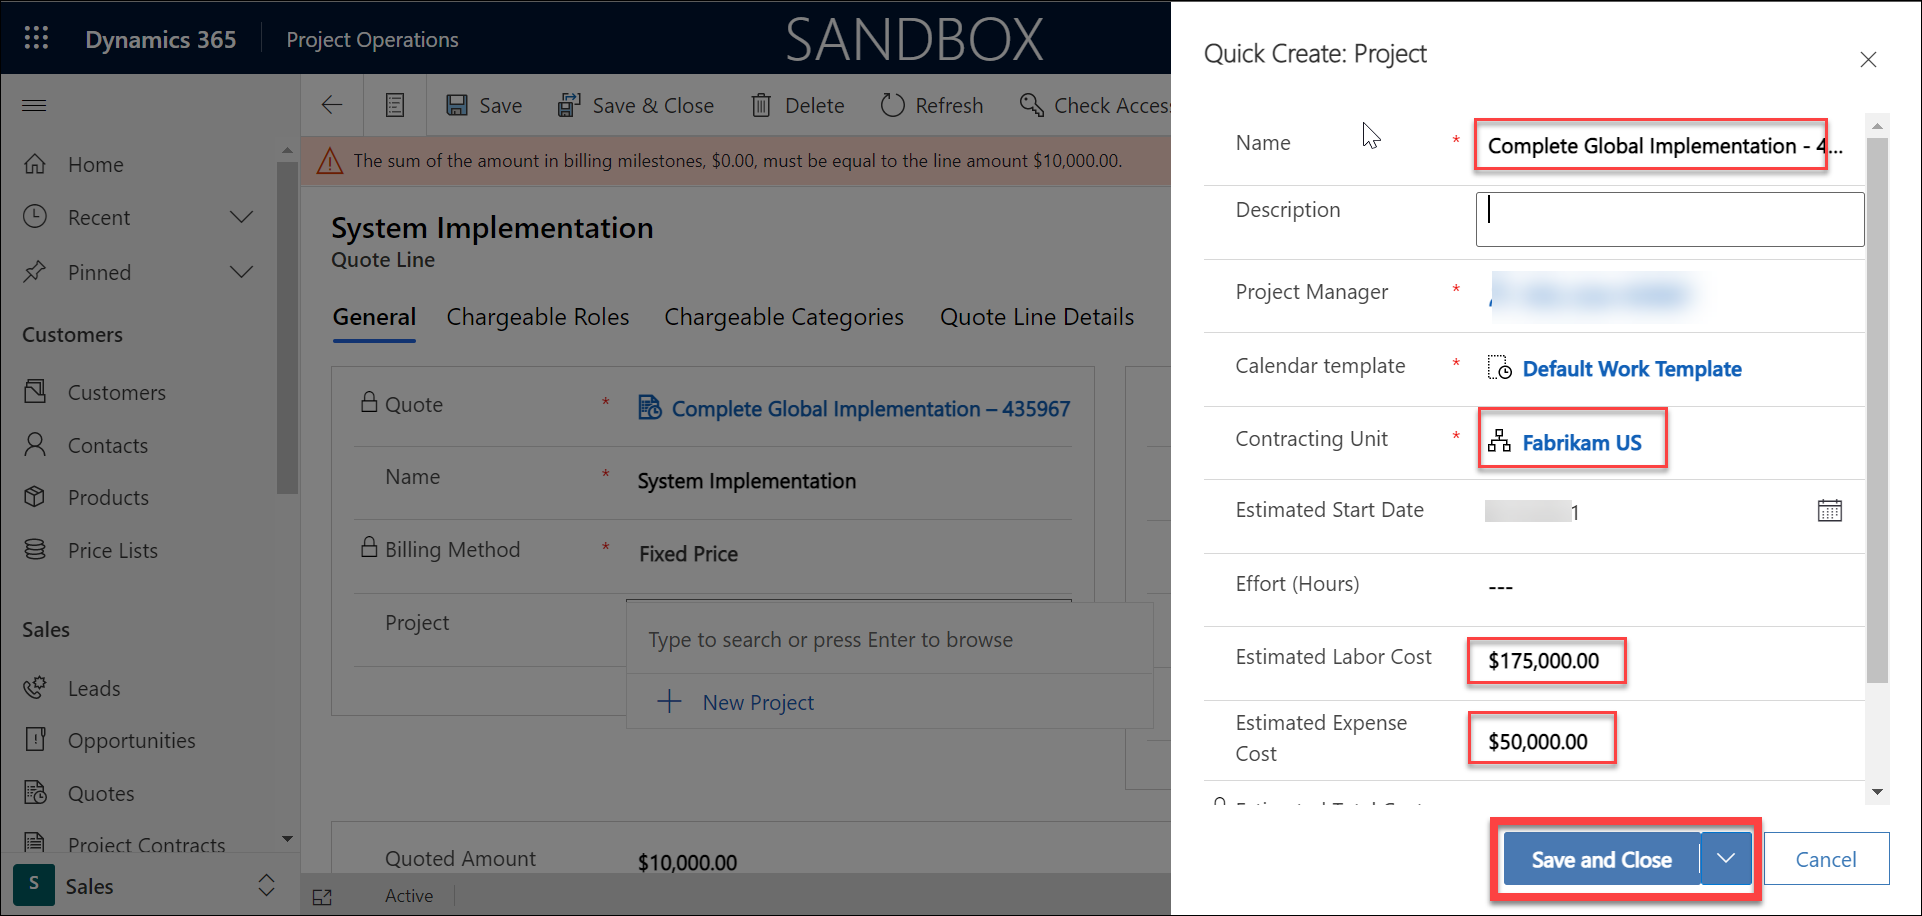 Dynamics 365
Project Operations
SANDBOX
Save
Save & Close
Delete
Refresh
Check Access
Home
Recent
Pinned
Customers
Customers
Contacts
Products
Price Lists
Sales
Leads
Opportunities
Quotes
Project Contracts
S
Sales
The sum of the amount in billing milestones, $0.00, must be equal to the line amount $10,000.00.
System Implementation
Quote Line
General
Chargeable Roles
Chargeable Categories
Quote Line Details
Quote
*
Complete Global Implementation – 435967
Name
*
System Implementation
Billing Method
*
Fixed Price
Project
Type to search or press Enter to browse
New Project
Quoted Amount
$10,000.00
Active
Quick Create: Project
Name
*
Complete Global Implementation - 4...
Description
Project Manager
*
Calendar template
*
Default Work Template
Contracting Unit
*
Fabrikam US
Estimated Start Date
1
Effort (Hours)
---
Estimated Labor Cost
$175,000.00
Estimated Expense
Cost
$50,000.00
Estimated Total Cost
Save and Close
Cancel